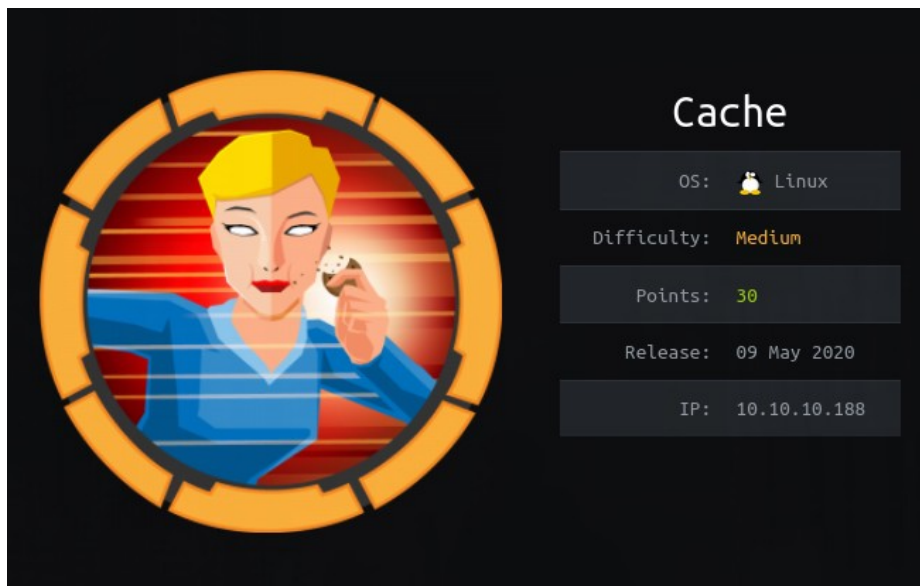 Cache
OS: Linux
Difficulty: Medium
Points: 30
Release: 09 May 2020
IP: 10.10.10.188